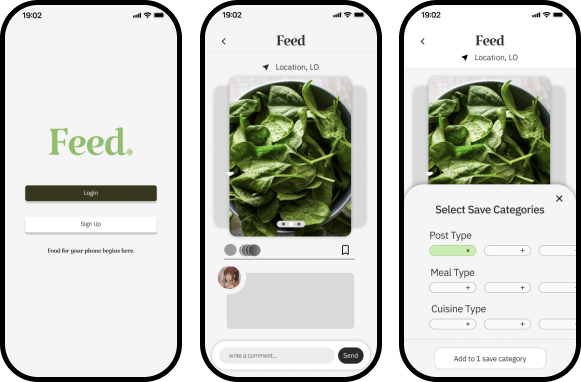 19:02
Feed
Login
Sign Up
Food for your phone begins here.
19:02
Feed
Location, LO
write a comment...
Send
19:02
Feed
Location, LO
Select Save Categories
Post Type
Meal Type
Cuisine Type
Add to 1 save category